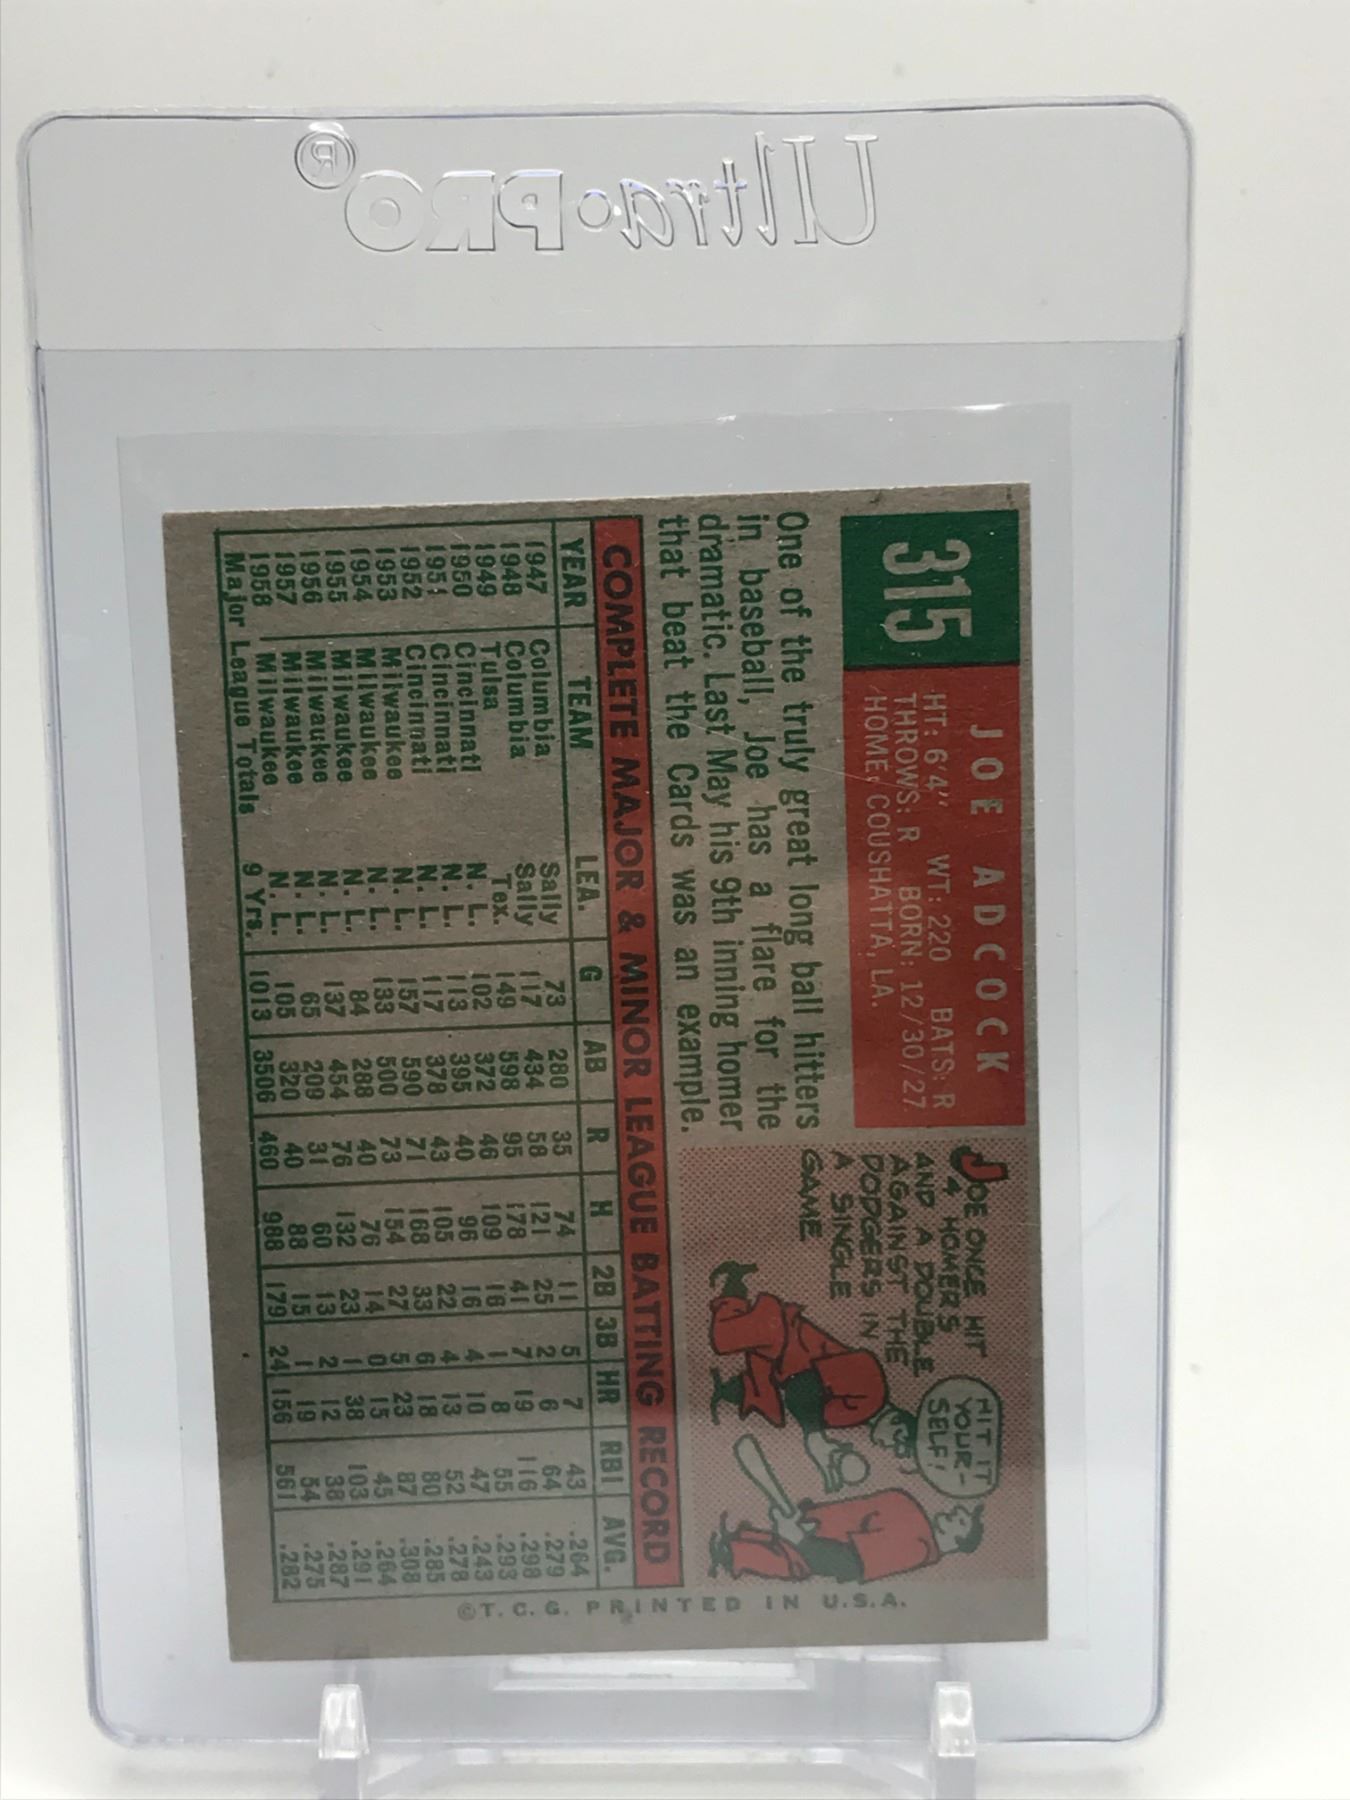 Ultra•PRO®
315
JOE ADCOCK
HT: 6'4" WT: 220 BATS: R
THROWS: R BORN: 12/30/27
HOME: COUSHATTA, LA.
One of the truly great long ball hitters
in baseball, Joe has a flare for the
dramatic. Last May his 9th inning homer
that beat the Cards was an example.
JOE ONCE HIT
4 HOMERS
AND A DOUBLE
AGAINST THE
DODGERS IN
A SINGLE
GAME
HIT IT
YOUR-
SELF!
COMPLETE MAJOR & MINOR LEAGUE BATTING RECORD
YEAR TEAM LEA. G AB R H 2B 3B HR RBI AVG.
1947 Columbia Sally 73 280 35 74 11 5 7 43 .264
1948 Columbia Sally 117 434 58 121 25 2 6 64 .279
1949 Tulsa Tex. 149 598 95 178 41 7 19 116 .298
1950 Cincinnati N. L. 102 372 46 109 16 1 8 55 .293
1951 Cincinnati N. L. 113 395 40 96 16 4 10 47 .243
1952 Cincinnati N. L. 117 378 43 105 22 4 13 52 .278
1953 Milwaukee N. L. 157 590 71 168 33 6 18 80 .285
1954 Milwaukee N. L. 133 500 73 154 27 5 23 87 .308
1955 Milwaukee N. L. 84 288 40 76 14 0 15 45 .264
1956 Milwaukee N. L. 137 454 76 132 23 1 38 103 .291
1957 Milwaukee N. L. 65 209 31 60 13 2 12 38 .287
1958 Milwaukee N. L. 105 320 40 88 15 1 19 54 .275
Major League Totals 9 Yrs. 1013 3506 460 988 179 24 156 561 .282
©T. C. G. PRINTED IN U.S.A.